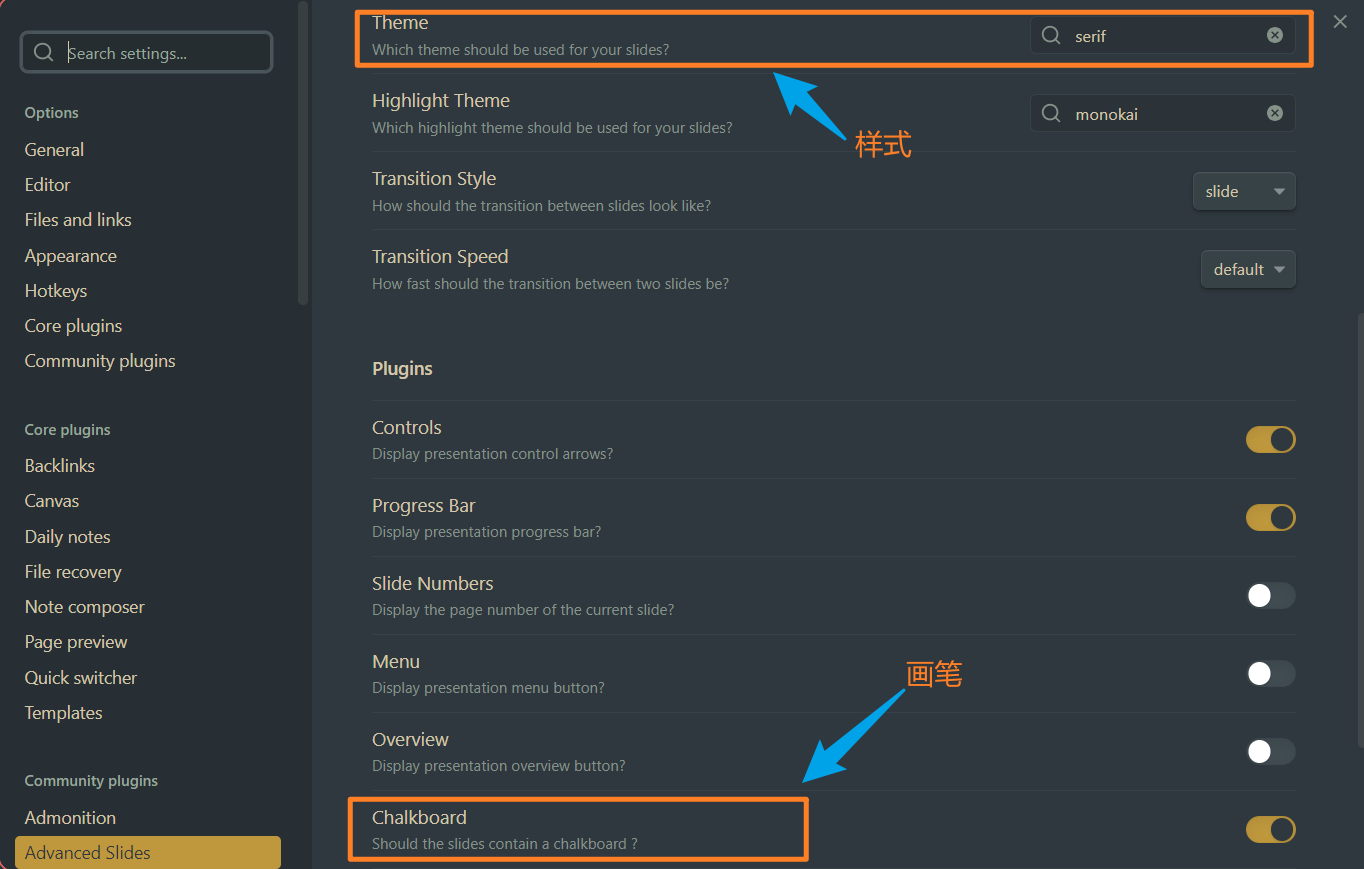 Search settings...
Options
General
Editor
Files and links
Appearance
Hotkeys
Core plugins
Community plugins
Core plugins
Backlinks
Canvas
Daily notes
File recovery
Note composer
Page preview
Quick switcher
Templates
Community plugins
Admonition
Advanced Slides
Theme
Which theme should be used for your slides?
serif
样式
Highlight Theme
Which highlight theme should be used for your slides?
monokai
Transition Style
How should the transition between slides look like?
slide
Transition Speed
How fast should the transition between two slides be?
default
Plugins
Controls
Display presentation control arrows?
Progress Bar
Display presentation progress bar?
Slide Numbers
Display the page number of the current slide?
Menu
Display presentation menu button?
画笔
Overview
Display presentation overview button?
Chalkboard
Should the slides contain a chalkboard ?